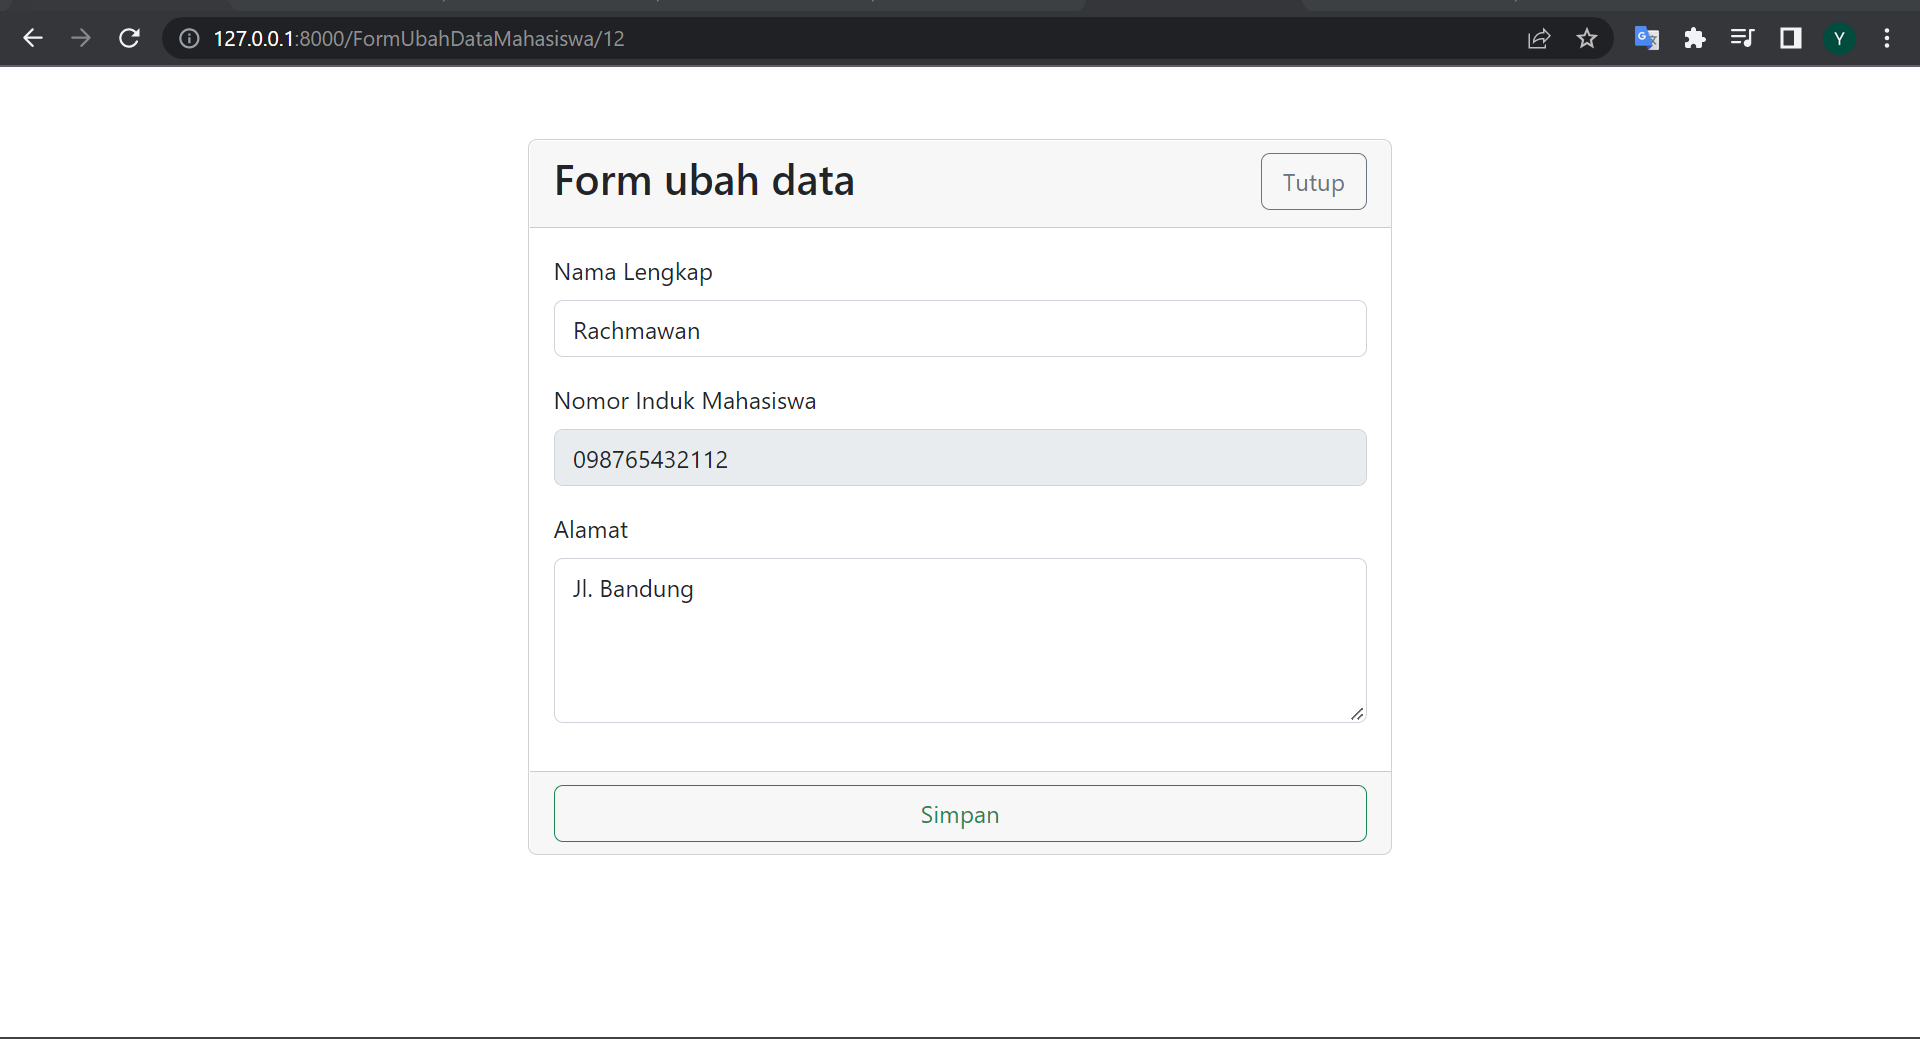 127.0.0.1:8000/FormUbahDataMahasiswa/12
Y
Form ubah data
Tutup
Nama Lengkap
Rachmawan
Nomor Induk Mahasiswa
098765432112
Alamat
Jl. Bandung
Simpan